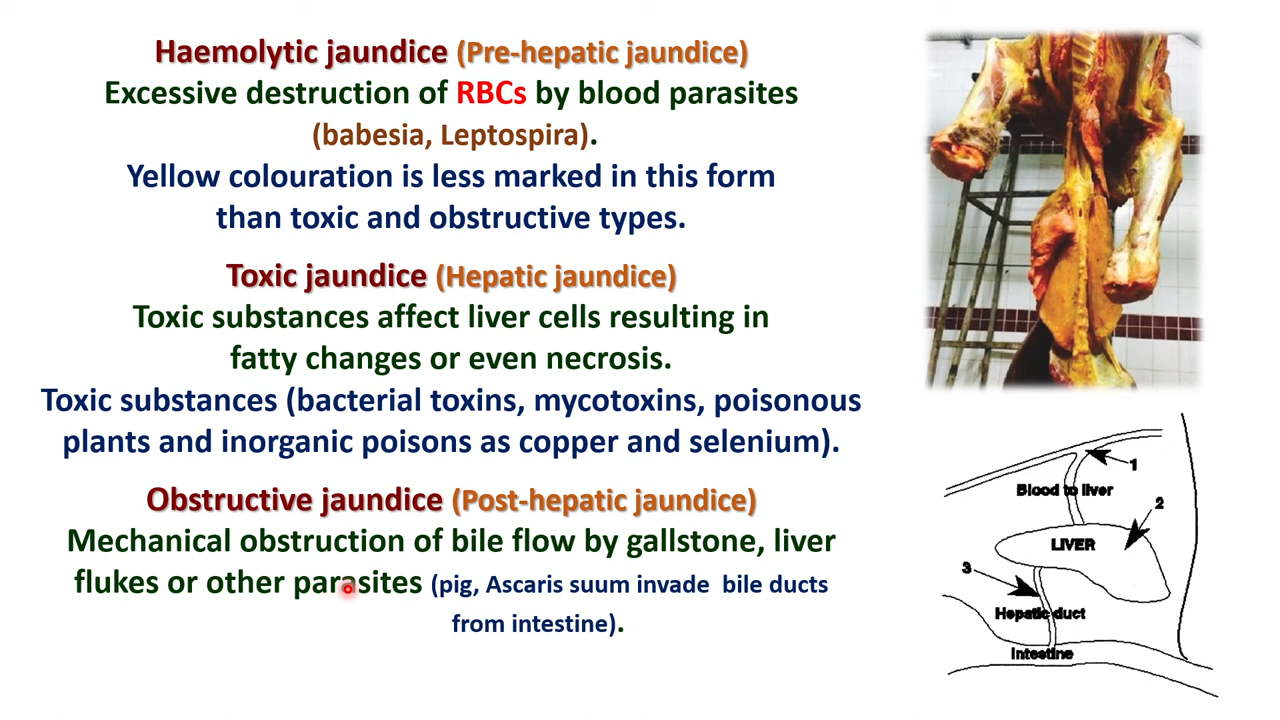 Haemolytic jaundice (Pre-hepatic jaundice)
Excessive destruction of RBCs by blood parasites
(babesia, Leptospira).
Yellow colouration is less marked in this form
than toxic and obstructive types.
Toxic jaundice (Hepatic jaundice)
Toxic substances affect liver cells resulting in
fatty changes or even necrosis.
Toxic substances (bacterial toxins, mycotoxins, poisonous
plants and inorganic poisons as copper and selenium).
Obstructive jaundice (Post-hepatic jaundice)
Mechanical obstruction of bile flow by gallstone, liver
flukes or other parasites (pig, Ascaris suum invade bile ducts
from intestine).
1
Blood to liver
2
LIVER
3
Hepatic duct
Intestine